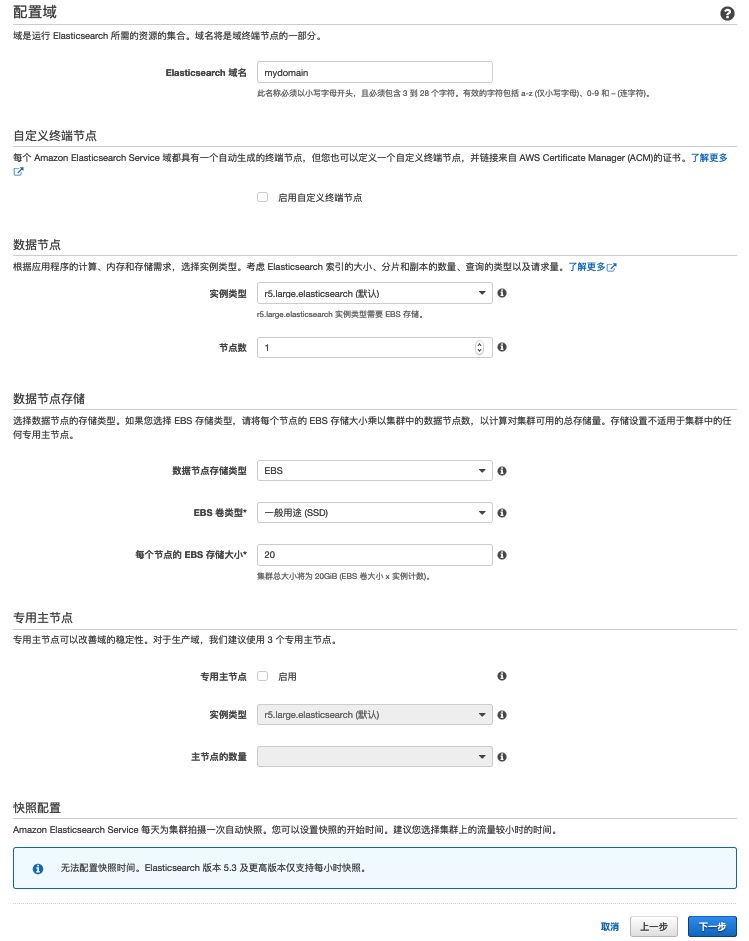 配置域
域是运行 Elasticsearch 所需的资源的集合。域名将是域终端节点的一部分。
Elasticsearch 域名 mydomain
此名称必须以小写字母开头，且必须包含 3 到 28 个字符。有效的字符包括 a-z (仅小写字母)、0-9 和 – (连字符)。
自定义终端节点
每个 Amazon Elasticsearch Service 域都具有一个自动生成的终端节点，但您也可以定义一个自定义终端节点，并链接来自 AWS Certificate Manager (ACM)的证书。了解更多
启用自定义终端节点
数据节点
根据应用程序的计算、内存和存储需求，选择实例类型。考虑 Elasticsearch 索引的大小、分片和副本的数量、查询的类型以及请求量。了解更多
实例类型 r5.large.elasticsearch (默认)
r5.large.elasticsearch 实例类型需要 EBS 存储。
节点数 1
数据节点存储
选择数据节点的存储类型。如果您选择 EBS 存储类型，请将每个节点的 EBS 存储大小乘以集群中的数据节点数，以计算对集群可用的总存储量。存储设置不适用于集群中的任
何专用主节点。
数据节点存储类型 EBS
EBS 卷类型* 一般用途 (SSD)
每个节点的 EBS 存储大小* 20
集群总大小将为 20GiB (EBS 卷大小 x 实例计数)。
专用主节点
专用主节点可以改善域的稳定性。对于生产域，我们建议使用 3 个专用主节点。
专用主节点 启用
实例类型 r5.large.elasticsearch (默认)
主节点的数量
快照配置
Amazon Elasticsearch Service 每天为集群拍摄一次自动快照。您可以设置快照的开始时间。建议您选择集群上的流量较小时的时间。
无法配置快照时间。Elasticsearch 版本 5.3 及更高版本仅支持每小时快照。
取消 上一步 下一步